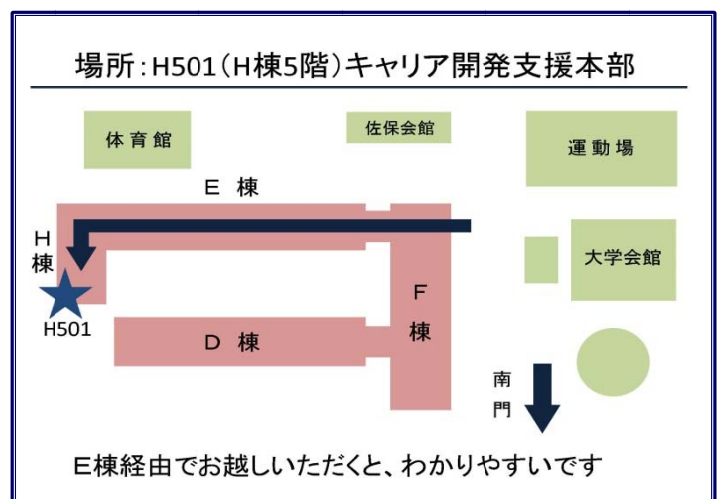 場所:H501(H棟5階)キャリア開発支援本部
体育館
佐保会館
運動場
E 棟
H棟
大学会館
H501
F棟
D 棟
南門
E棟経由でお越しいただくと、わかりやすいです